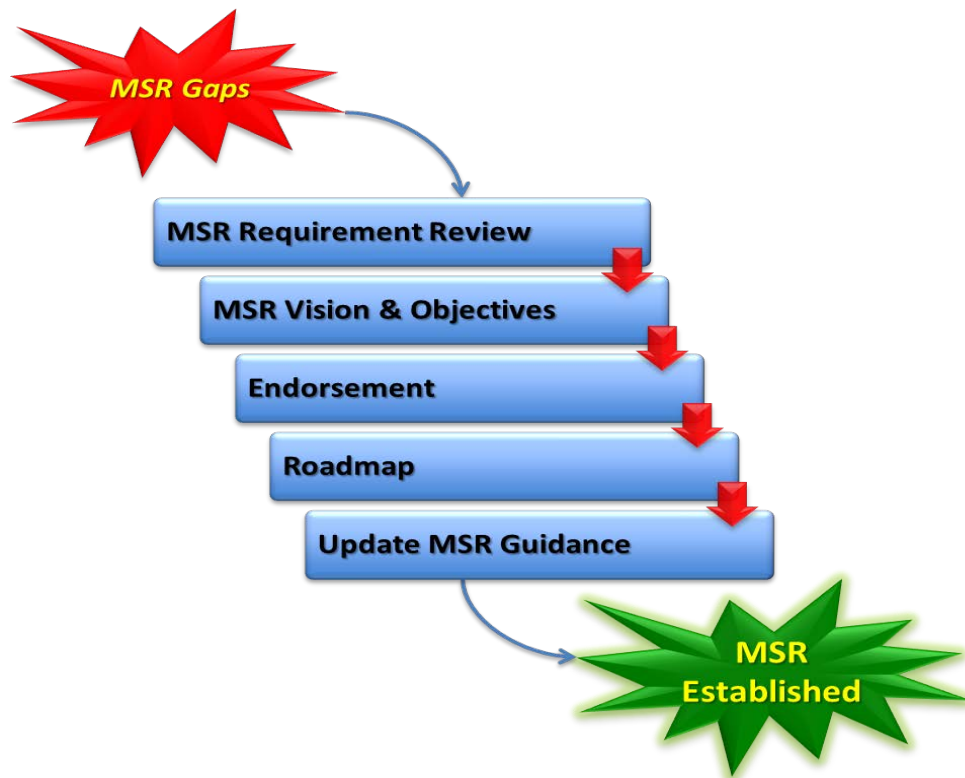 MSR Gaps
MSR Requirement Review
MSR Vision & Objectives
Endorsement
Roadmap
Update MSR Guidance
MSR
Established